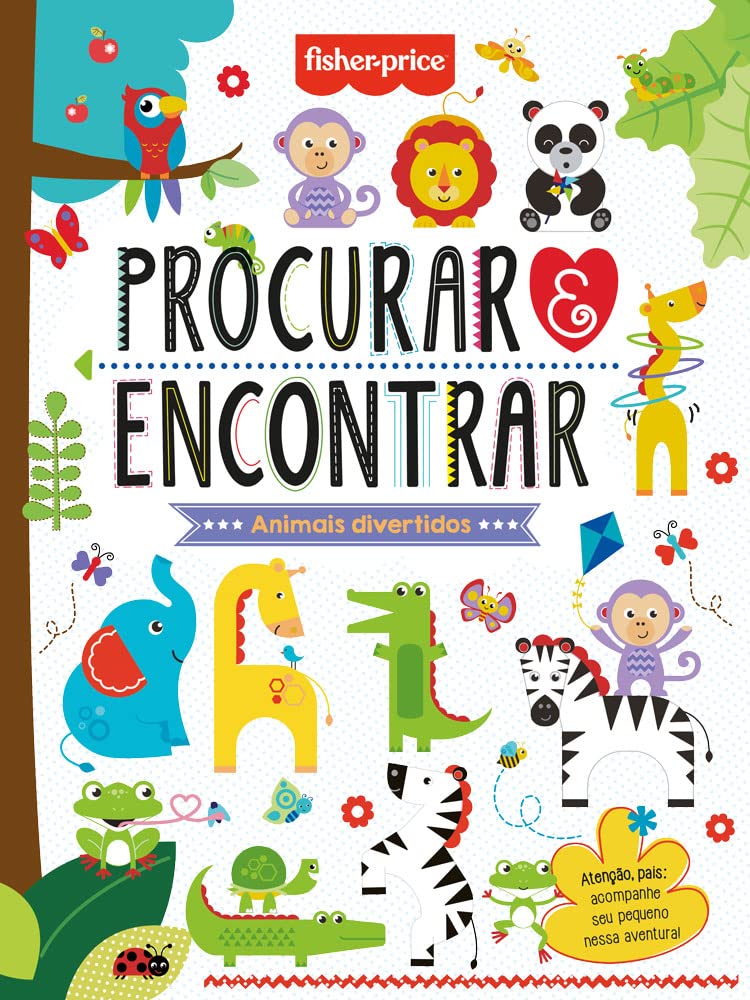 fisher-price
PROCURAR &
ENCONTRAR
Animais divertidos
Atenção, pais:
acompanhe
seu pequeno
nessa aventura!